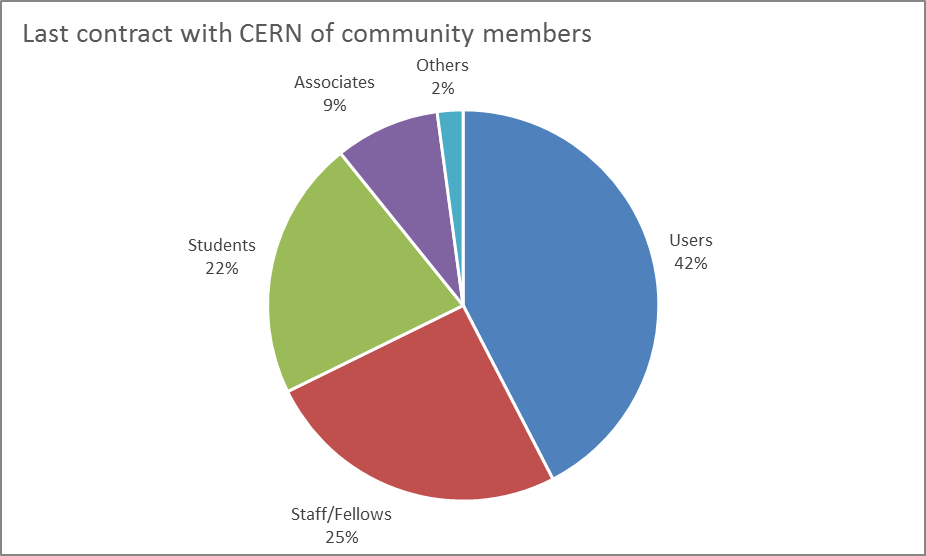 Last contract with CERN of community members
Others
2%
Associates
9%
Users
42%
Students
22%
Staff/Fellows
25%